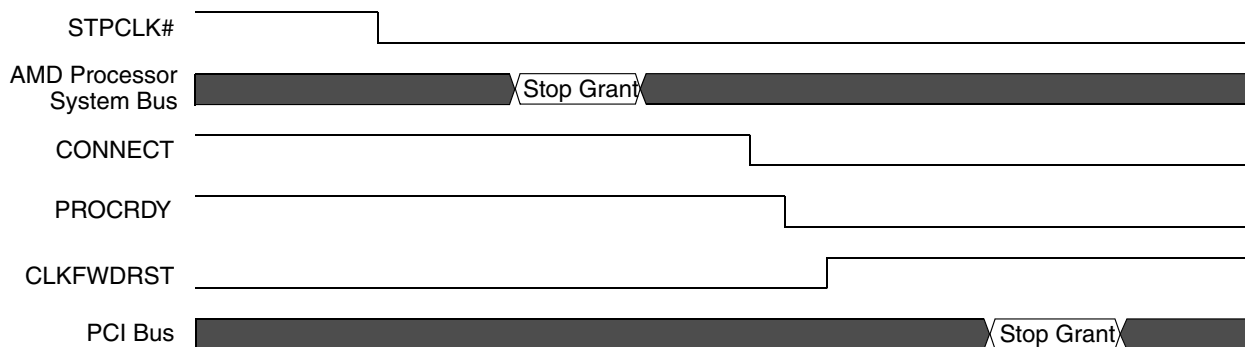 STPCLK#
AMD Processor
System Bus
Stop Grant
CONNECT
PROCRDY
CLKFWDRST
PCI Bus
Stop Grant